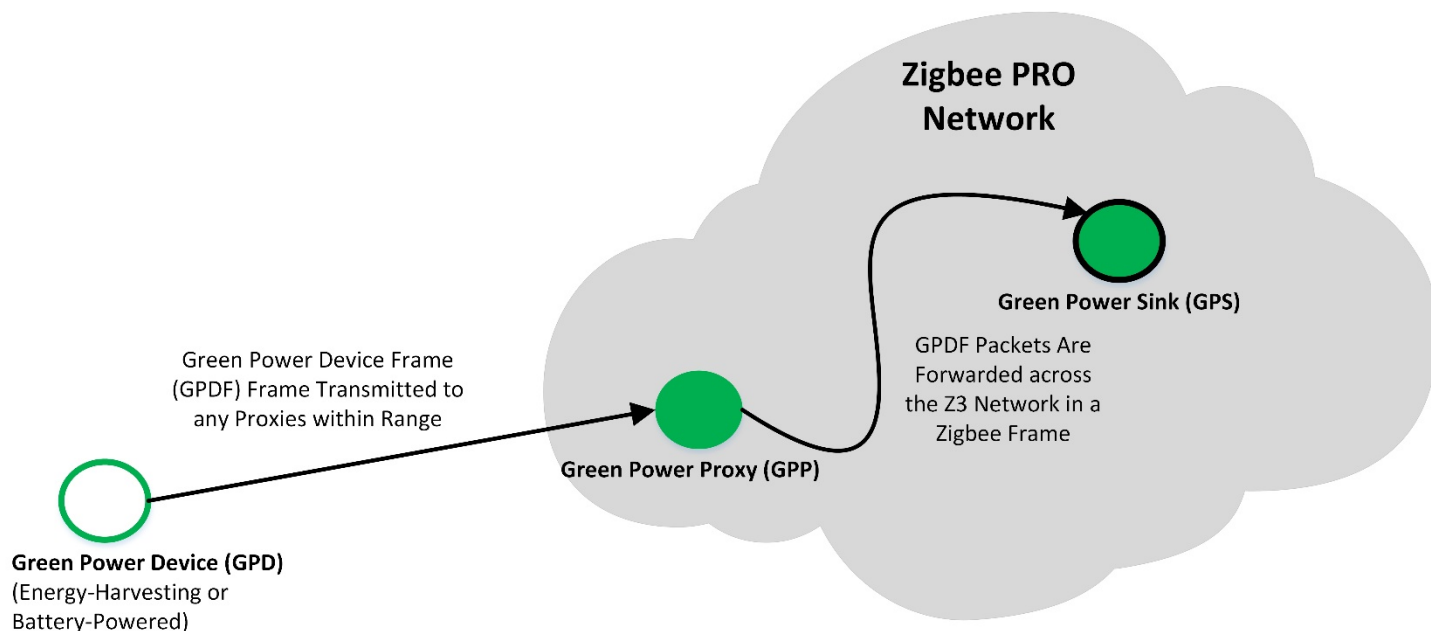 Zigbee PRO
Network
Green Power Sink (GPS)
GPDF Packets Are
Forwarded across
the Z3 Network in a
Zigbee Frame
Green Power Device Frame
(GPDF) Frame Transmitted to
any Proxies within Range
Green Power Proxy (GPP)
Green Power Device (GPD)
(Energy-Harvesting or
Battery-Powered)